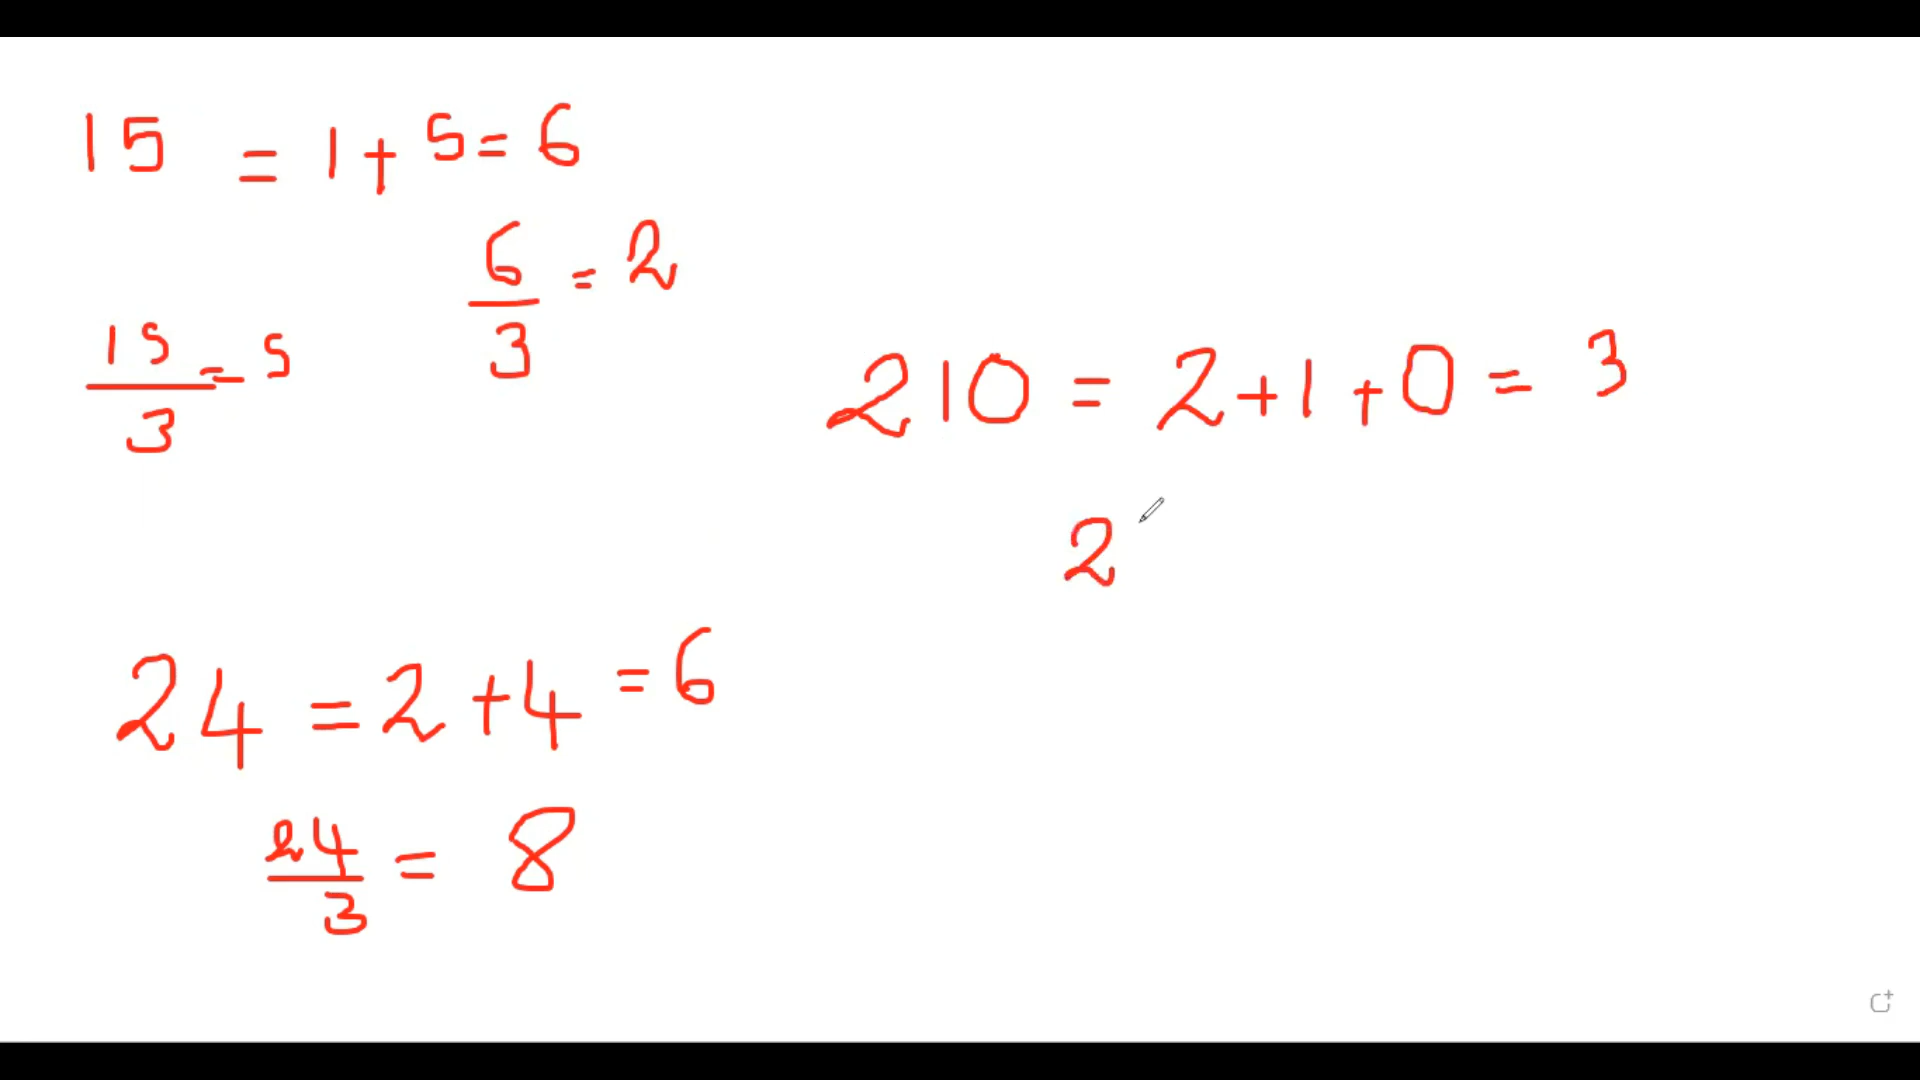 15 = 1 + 5 = 6
6/3 = 2
15/3 = 5
210 = 2 + 1 + 0 = 3
2
24 = 2 + 4 = 6
24/3 = 8